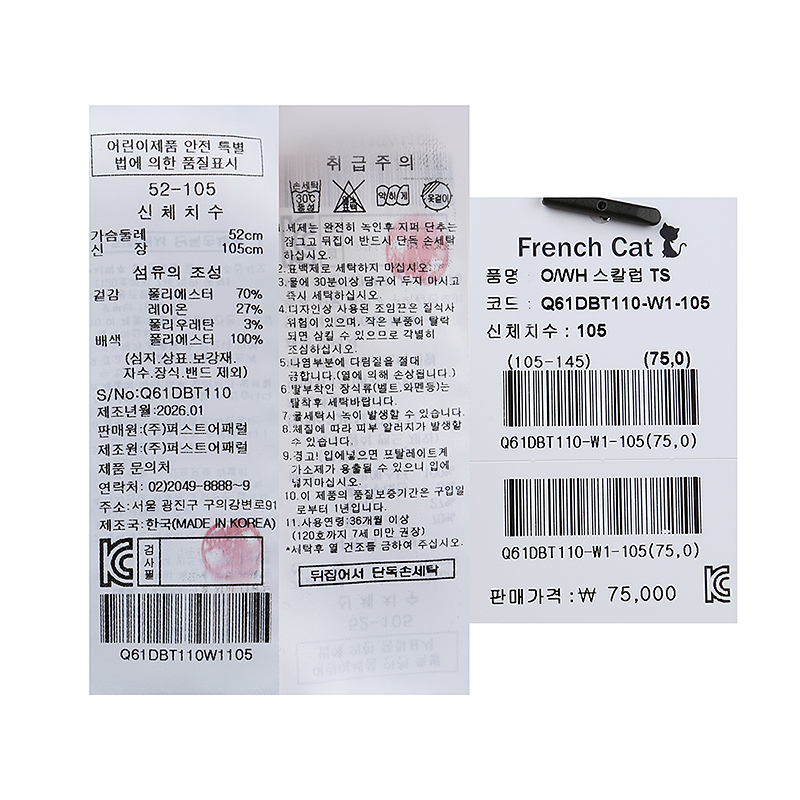 어린이제품 안전 특별
법에 의한 품질표시
52-105
신체치수
가슴둘레 52cm
신 장 105cm
섬유의 조성
겉감 폴리에스터 70%
레이온 27%
폴리우레탄 3%
배색 폴리에스터 100%
(심지.상표.보강재.
자수.장식.밴드 제외)
S/No:Q61DBT110
제조년월:2026.01
판매원:(주)퍼스트어패럴
제조원:(주)퍼스트어패럴
제품 문의처
연락처: 02)2049-8888~9
주소:서울 광진구 구의강변로91
제조국:한국(MADE IN KOREA)
검사필
Q61DBT110W1105
취급주의
손세탁
30℃
중성
약하게
옷걸이
1.세제는 완전히 녹인후 지퍼 단추는
잠그고 뒤집어 반드시 단독 손세탁
하십시오.
2.표백제로 세탁하지 마십시오.
3.물에 30분이상 담구어 두지 마시고
즉시 세탁하십시오.
4.디자인상 사용된 조임끈은 질식사
위험이 있으며, 작은 부품이 탈락
되면 삼킬 수 있으므로 각별히
조심하십시오.
5.나염부분에 다림질을 절대
금합니다.(열에 의해 손상됩니다.)
6.탈부착인 장식류(벨트.와펜등)는
탈착후 세탁바랍니다.
7.물세탁시 녹이 발생할 수 있습니다.
8.체질에 따라 피부 알러지가 발생할
수 있습니다.
9.경고! 입에넣으면 프탈레이트계
가소제가 용출될 수 있으니 입에
넣지마십시오.
10.이 제품의 품질보증기간은 구입일
로부터 1년입니다.
11.사용연령:36개월 이상
(120호까지 7세 미만 권장)
*세탁후 열 건조를 금하여 주십시오.
뒤집어서 단독손세탁
French Cat
품명 : O/WH 스칼럽 TS
코드 : Q61DBT110-W1-105
신체치수 : 105
(105-145) (75,0)
Q61DBT110-W1-105(75,0)
Q61DBT110-W1-105(75,0)
판매가격 :₩ 75,000